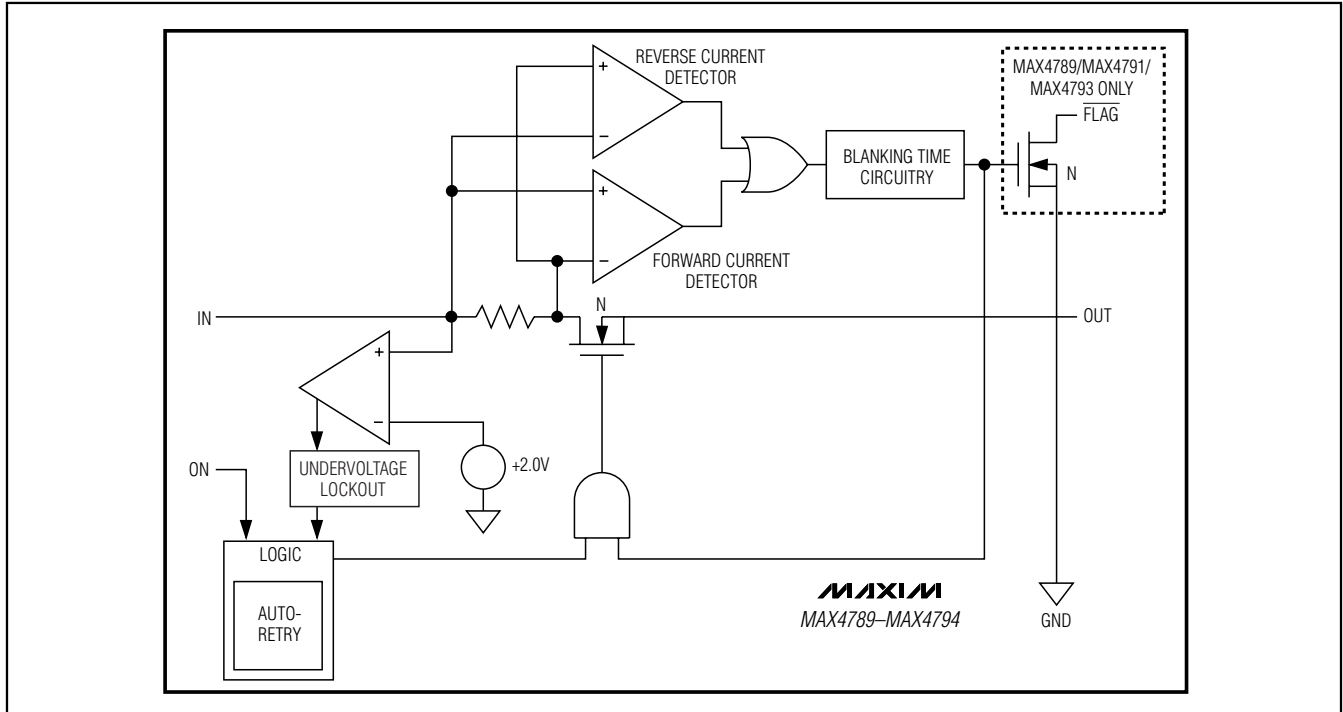 REVERSE CURRENT
DETECTOR
+
−
MAX4789/MAX4791/
MAX4793 ONLY
FLAG
N
BLANKING TIME
CIRCUITRY
+
−
FORWARD CURRENT
DETECTOR
N
IN
OUT
+
−
+2.0V
ON
UNDERVOLTAGE
LOCKOUT
LOGIC
AUTO-
RETRY
MAXIM
MAX4789–MAX4794
GND